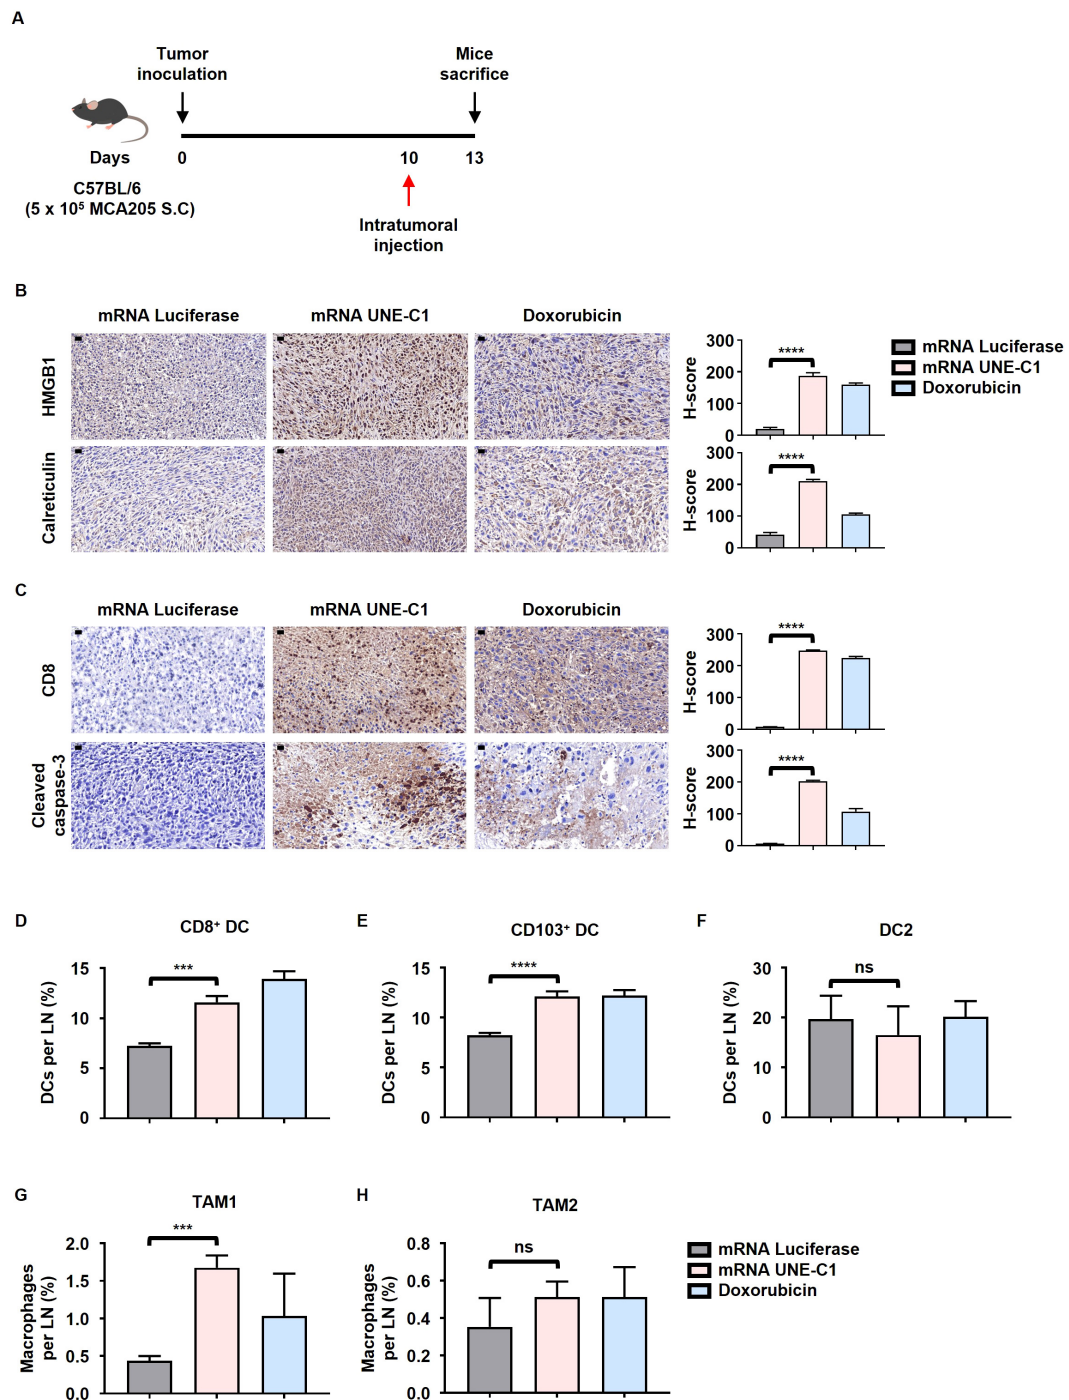 A
Tumor
inoculation
Mice
sacrifice
Days
0
10
13
C57BL/6
(5 x 10⁵ MCA205 S.C)
Intratumoral
injection
B
mRNA Luciferase
mRNA UNE-C1
Doxorubicin
HMGB1
Calreticulin
300
200
100
0
H-score
****
300
200
100
0
H-score
****
mRNA Luciferase
mRNA UNE-C1
Doxorubicin
C
mRNA Luciferase
mRNA UNE-C1
Doxorubicin
CD8
Cleaved
caspase-3
300
200
100
0
H-score
****
300
200
100
0
H-score
****
D
CD8⁺ DC
15
10
5
0
DCs per LN (%)
***
E
CD103⁺ DC
15
10
5
0
DCs per LN (%)
****
F
DC2
30
20
10
0
DCs per LN (%)
ns
G
TAM1
2.0
1.5
1.0
0.5
0.0
Macrophages
per LN (%)
***
H
TAM2
0.8
0.6
0.4
0.2
0.0
Macrophages
per LN (%)
ns
mRNA Luciferase
mRNA UNE-C1
Doxorubicin